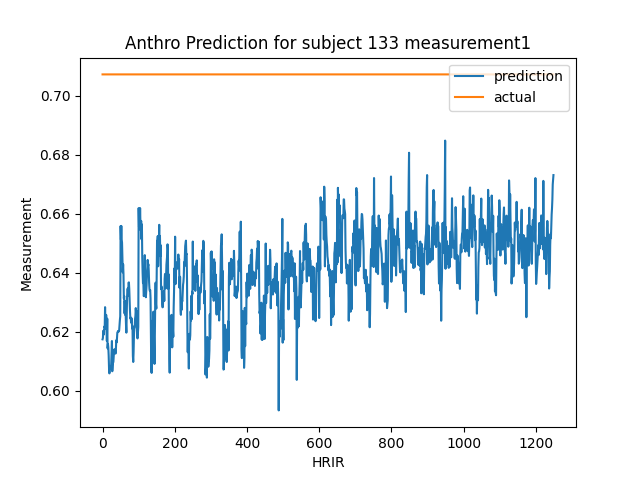 Anthro Prediction for subject 133 measurement1
prediction
actual
0.70
0.68
0.66
0.64
0.62
0.60
Measurement
0 200 400 600 800 1000 1200
HRIR